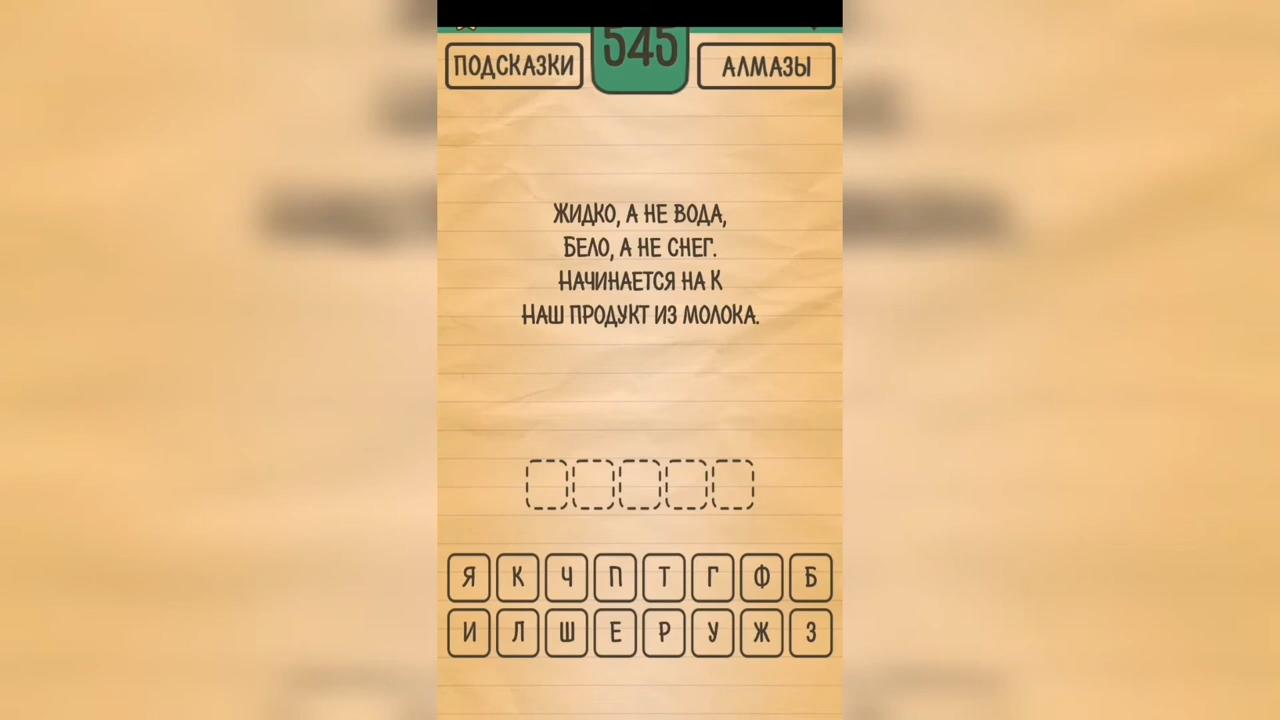 545
ПОДСКАЗКИ
АЛМАЗЫ
ЖИДКО, А НЕ ВОДА,
БЕЛО, А НЕ СНЕГ.
НАЧИНАЕТСЯ НА К
НАШ ПРОДУКТ ИЗ МОЛОКА.
Я К Ч П Т Г Ф Б
И Л Ш Е Р У Ж З